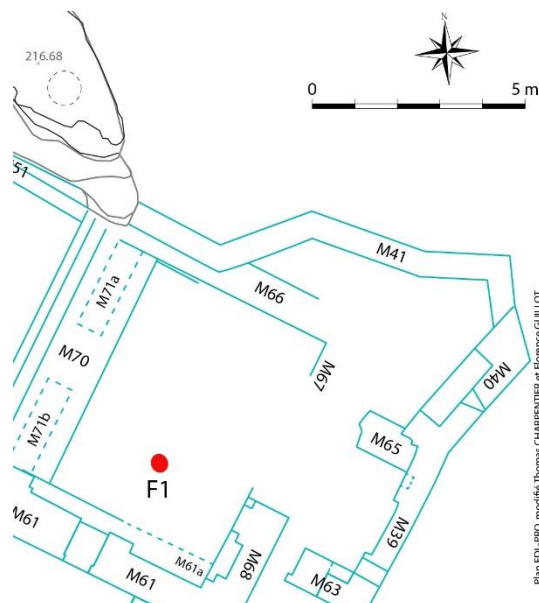 N
216.68
0
5 m
51
M41
M71a
M66
M70
M67
M40
M71b
M65
F1
M61
M61a
M61
M68
M39
M63
Plan EDL-PRO, modifié Thomas CHARPENTIER et Florence GUILLOT